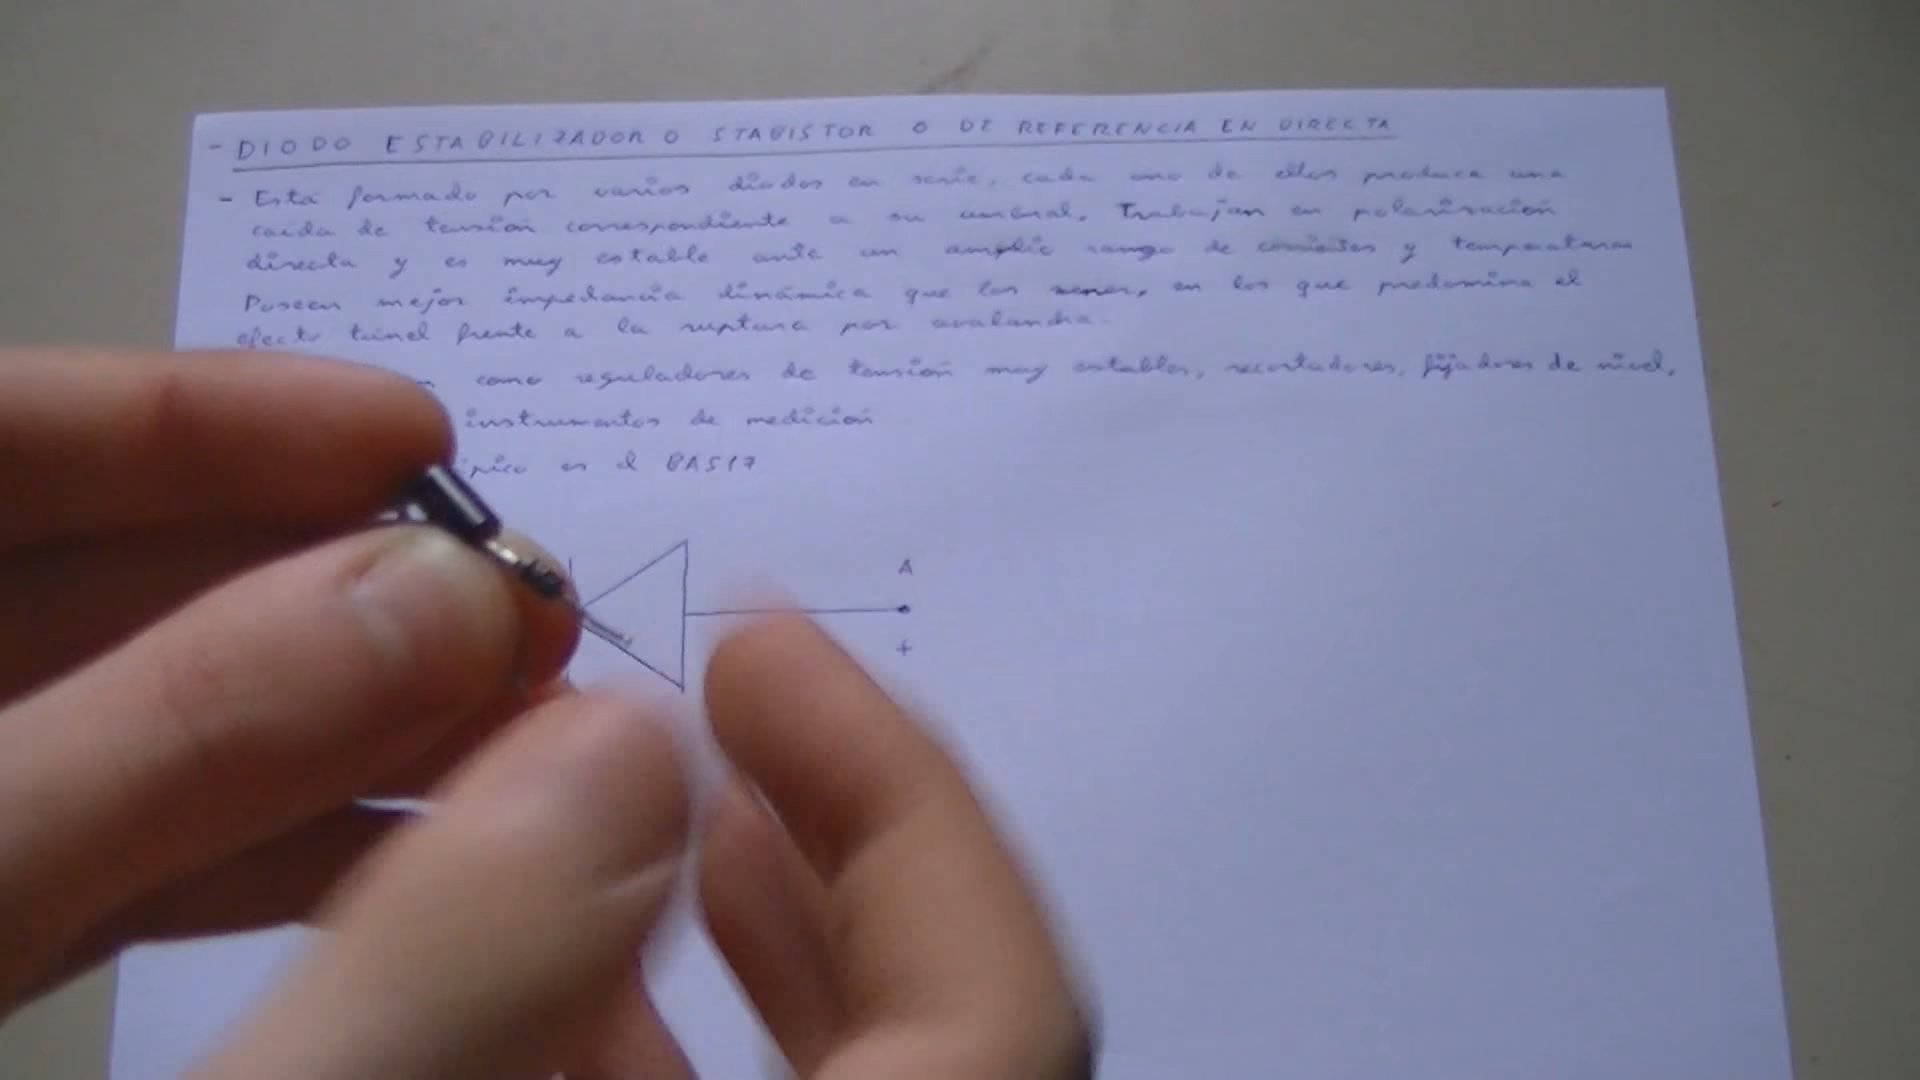 - DIODO ESTABILIZADOR O STABISTOR O DE REFERENCIA EN DIRECTA
- Está formado por varios diodos en serie, cada uno de ellos produce una
caída de tensión correspondiente a su umbral. Trabajan en polarización
directa y es muy estable ante un amplio rango de corrientes y temperaturas
Poseen mejor impedancia dinámica que los zener, en los que predomina el
efecto túnel frente a la ruptura por avalancha.
como reguladores de tensión muy estables, recortadores, fijadores de nivel,
instrumentos de medición
es el BAS17
A
+